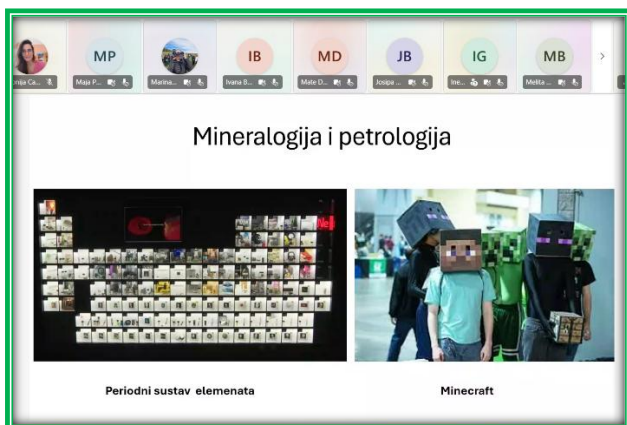 MP
IB
MD
JB
IG
MB
Maja P...
Marina...
Ivana B...
Mate D...
Josipa ...
Ine...
Melita ...
Mineralogija i petrologija
Ne
Periodni sustav elemenata
Minecraft